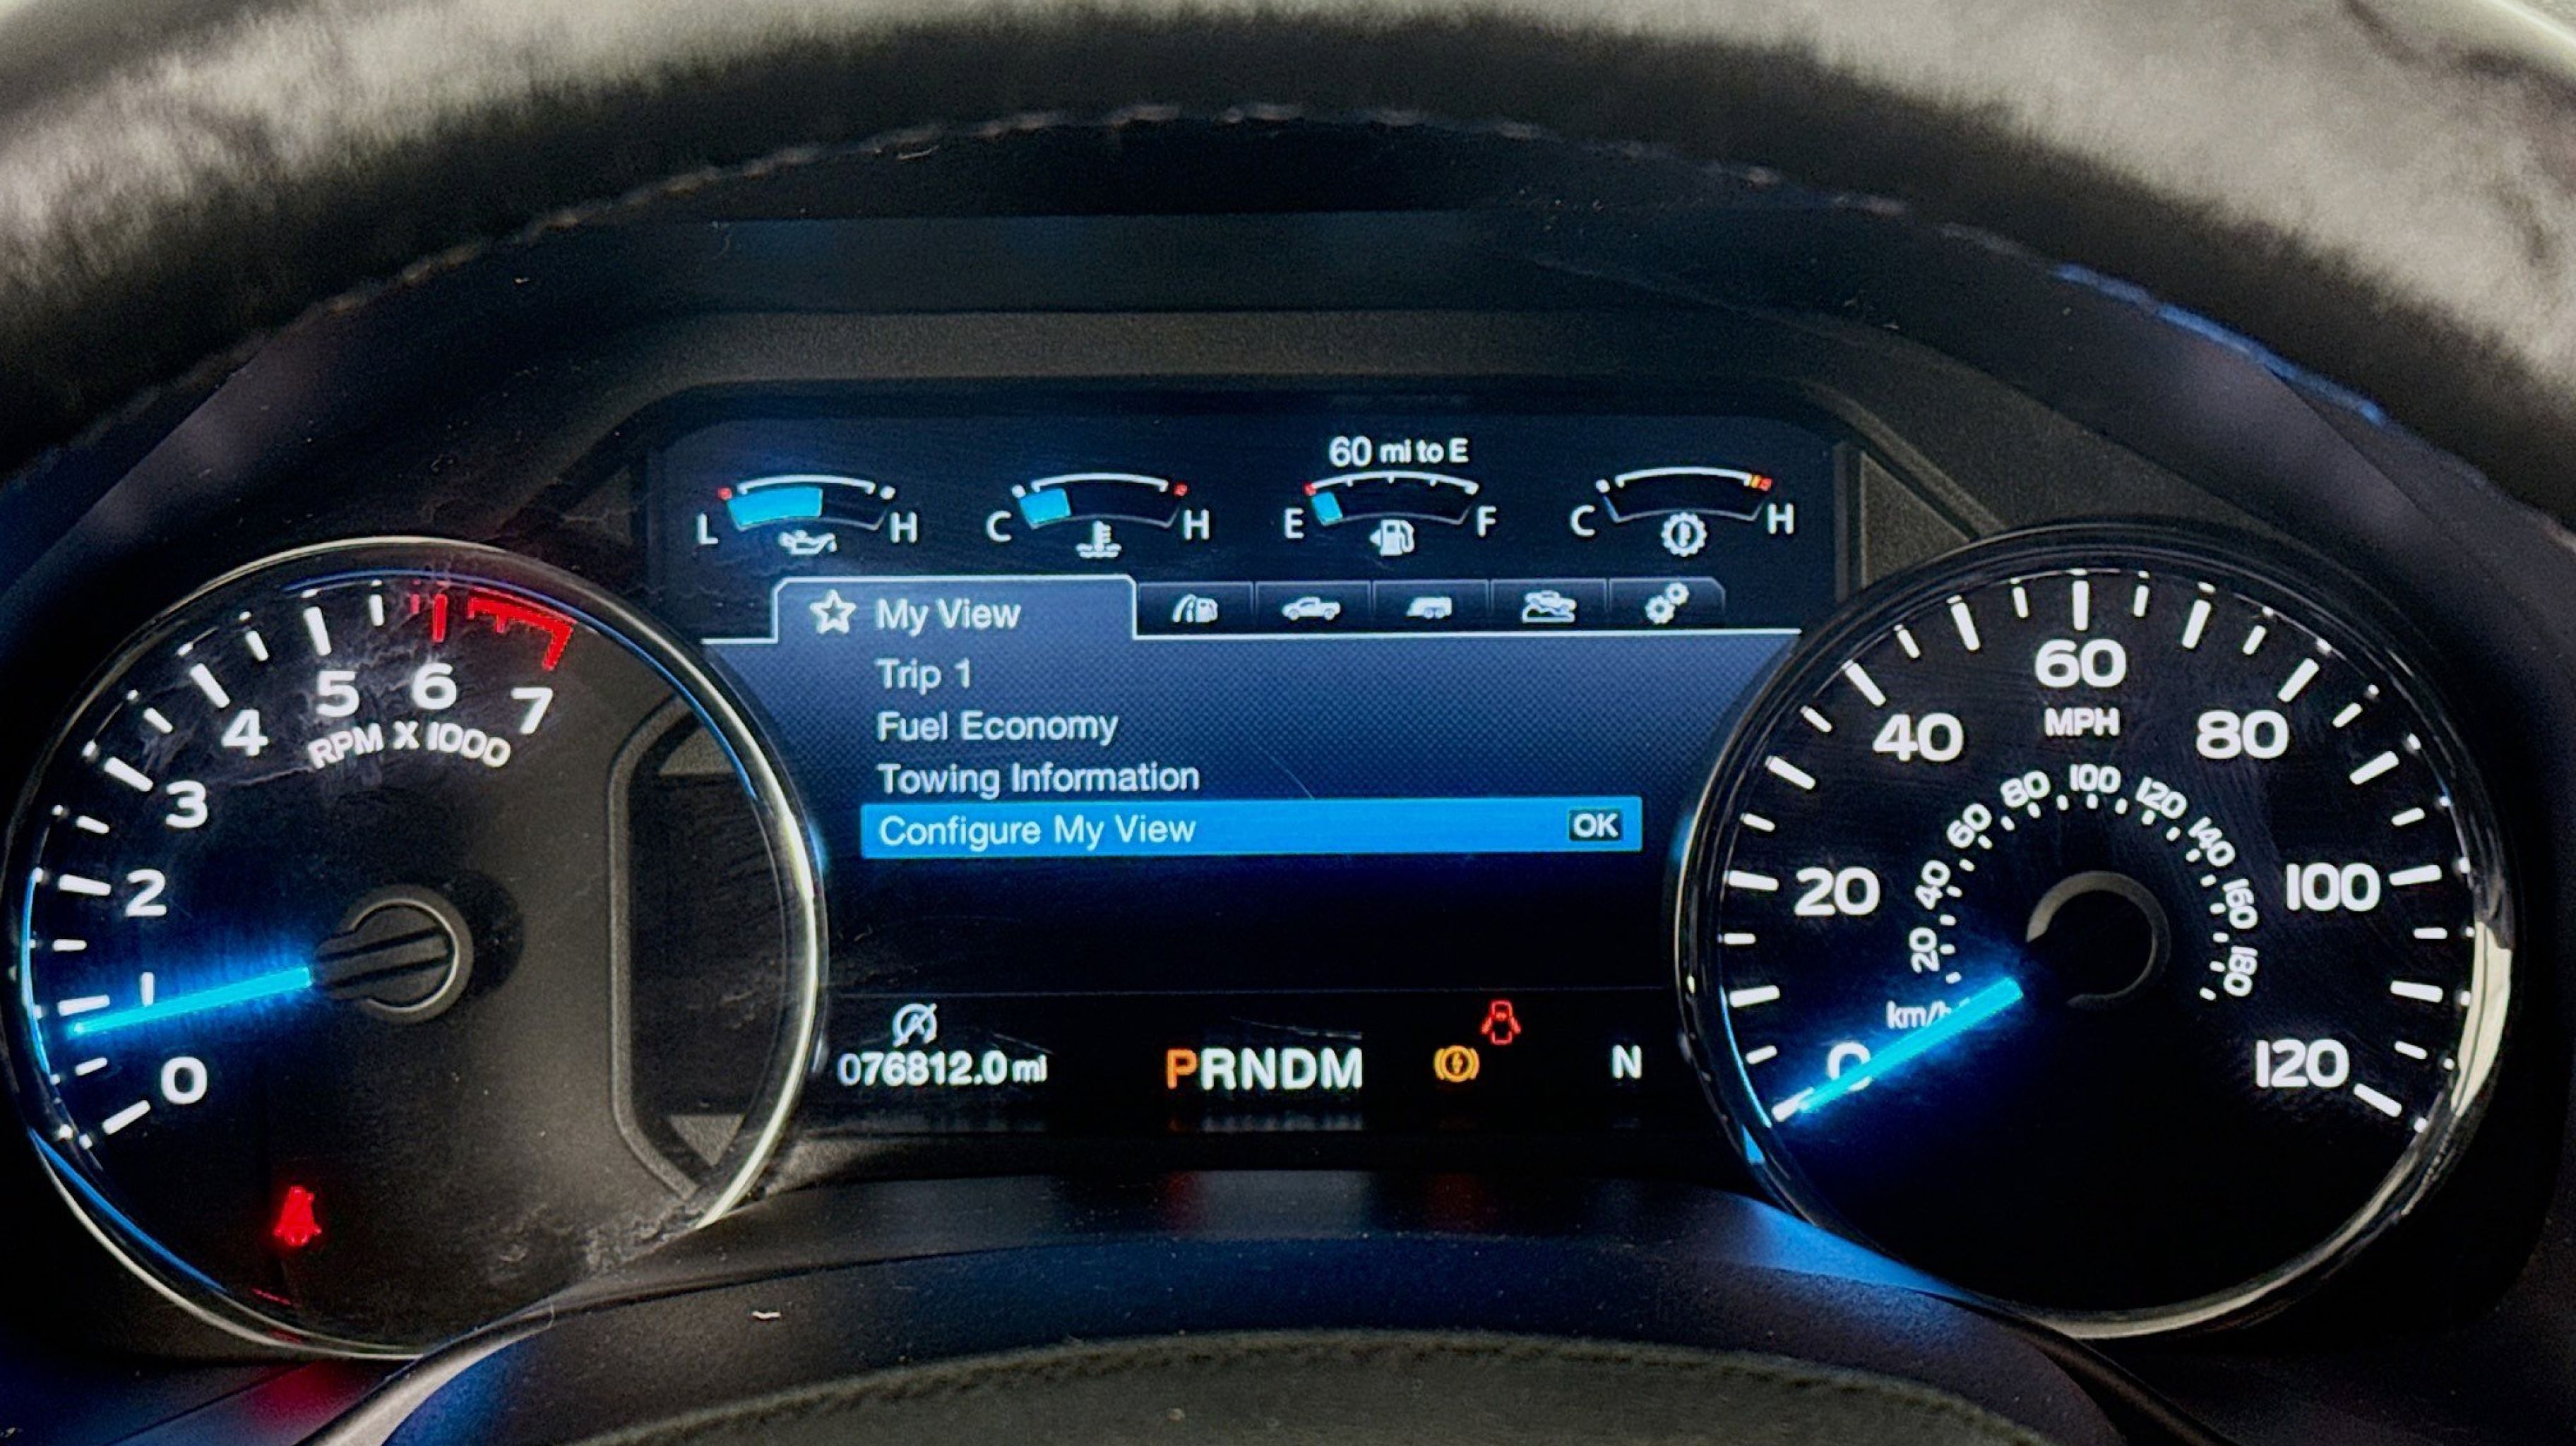 60 mi to E
L H
C H
E F
C H
My View
Trip 1
Fuel Economy
Towing Information
Configure My View OK
076812.0 mi
PRNDM
N
0
1
2
3
4
5
6
7
RPM X 1000
0
20
40
60
80
100
120
MPH
km/h
20
40
60
80
100
120
140
160
180